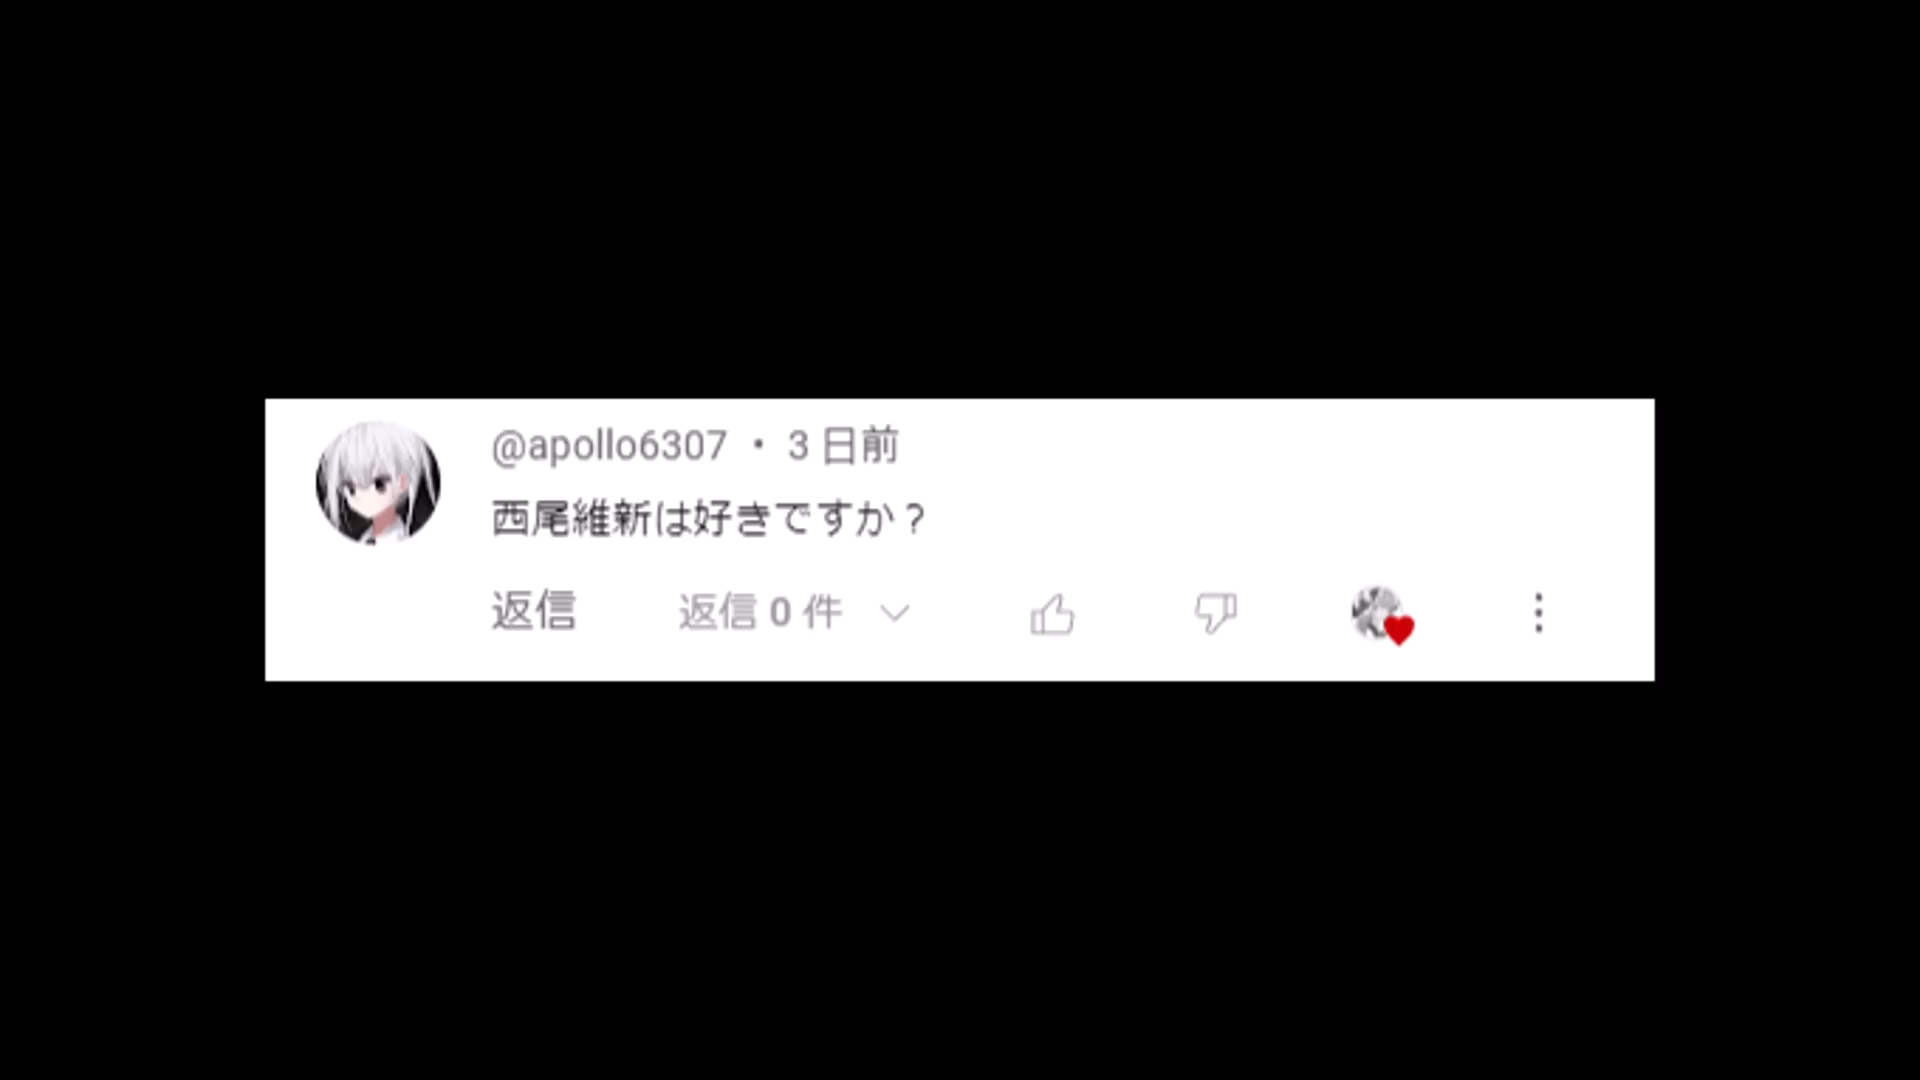 @apollo6307 ・ 3 日前
西尾維新は好きですか？
返信 返信 0 件